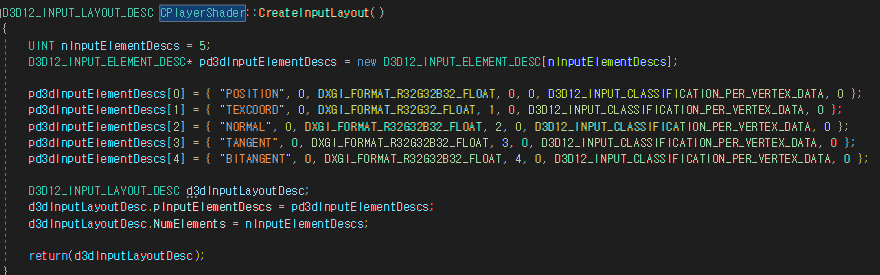 D3D12_INPUT_LAYOUT_DESC CPlayerShader::CreateInputLayout()
{
UINT nInputElementDescs = 5;
D3D12_INPUT_ELEMENT_DESC* pd3dInputElementDescs = new D3D12_INPUT_ELEMENT_DESC[nInputElementDescs];
pd3dInputElementDescs[0] = { "POSITION", 0, DXGI_FORMAT_R32G32B32_FLOAT, 0, 0, D3D12_INPUT_CLASSIFICATION_PER_VERTEX_DATA, 0 };
pd3dInputElementDescs[1] = { "TEXCOORD", 0, DXGI_FORMAT_R32G32_FLOAT, 1, 0, D3D12_INPUT_CLASSIFICATION_PER_VERTEX_DATA, 0 };
pd3dInputElementDescs[2] = { "NORMAL", 0, DXGI_FORMAT_R32G32B32_FLOAT, 2, 0, D3D12_INPUT_CLASSIFICATION_PER_VERTEX_DATA, 0 };
pd3dInputElementDescs[3] = { "TANGENT", 0, DXGI_FORMAT_R32G32B32_FLOAT, 3, 0, D3D12_INPUT_CLASSIFICATION_PER_VERTEX_DATA, 0 };
pd3dInputElementDescs[4] = { "BITANGENT", 0, DXGI_FORMAT_R32G32B32_FLOAT, 4, 0, D3D12_INPUT_CLASSIFICATION_PER_VERTEX_DATA, 0 };
D3D12_INPUT_LAYOUT_DESC d3dInputLayoutDesc;
d3dInputLayoutDesc.pInputElementDescs = pd3dInputElementDescs;
d3dInputLayoutDesc.NumElements = nInputElementDescs;
return(d3dInputLayoutDesc);
}